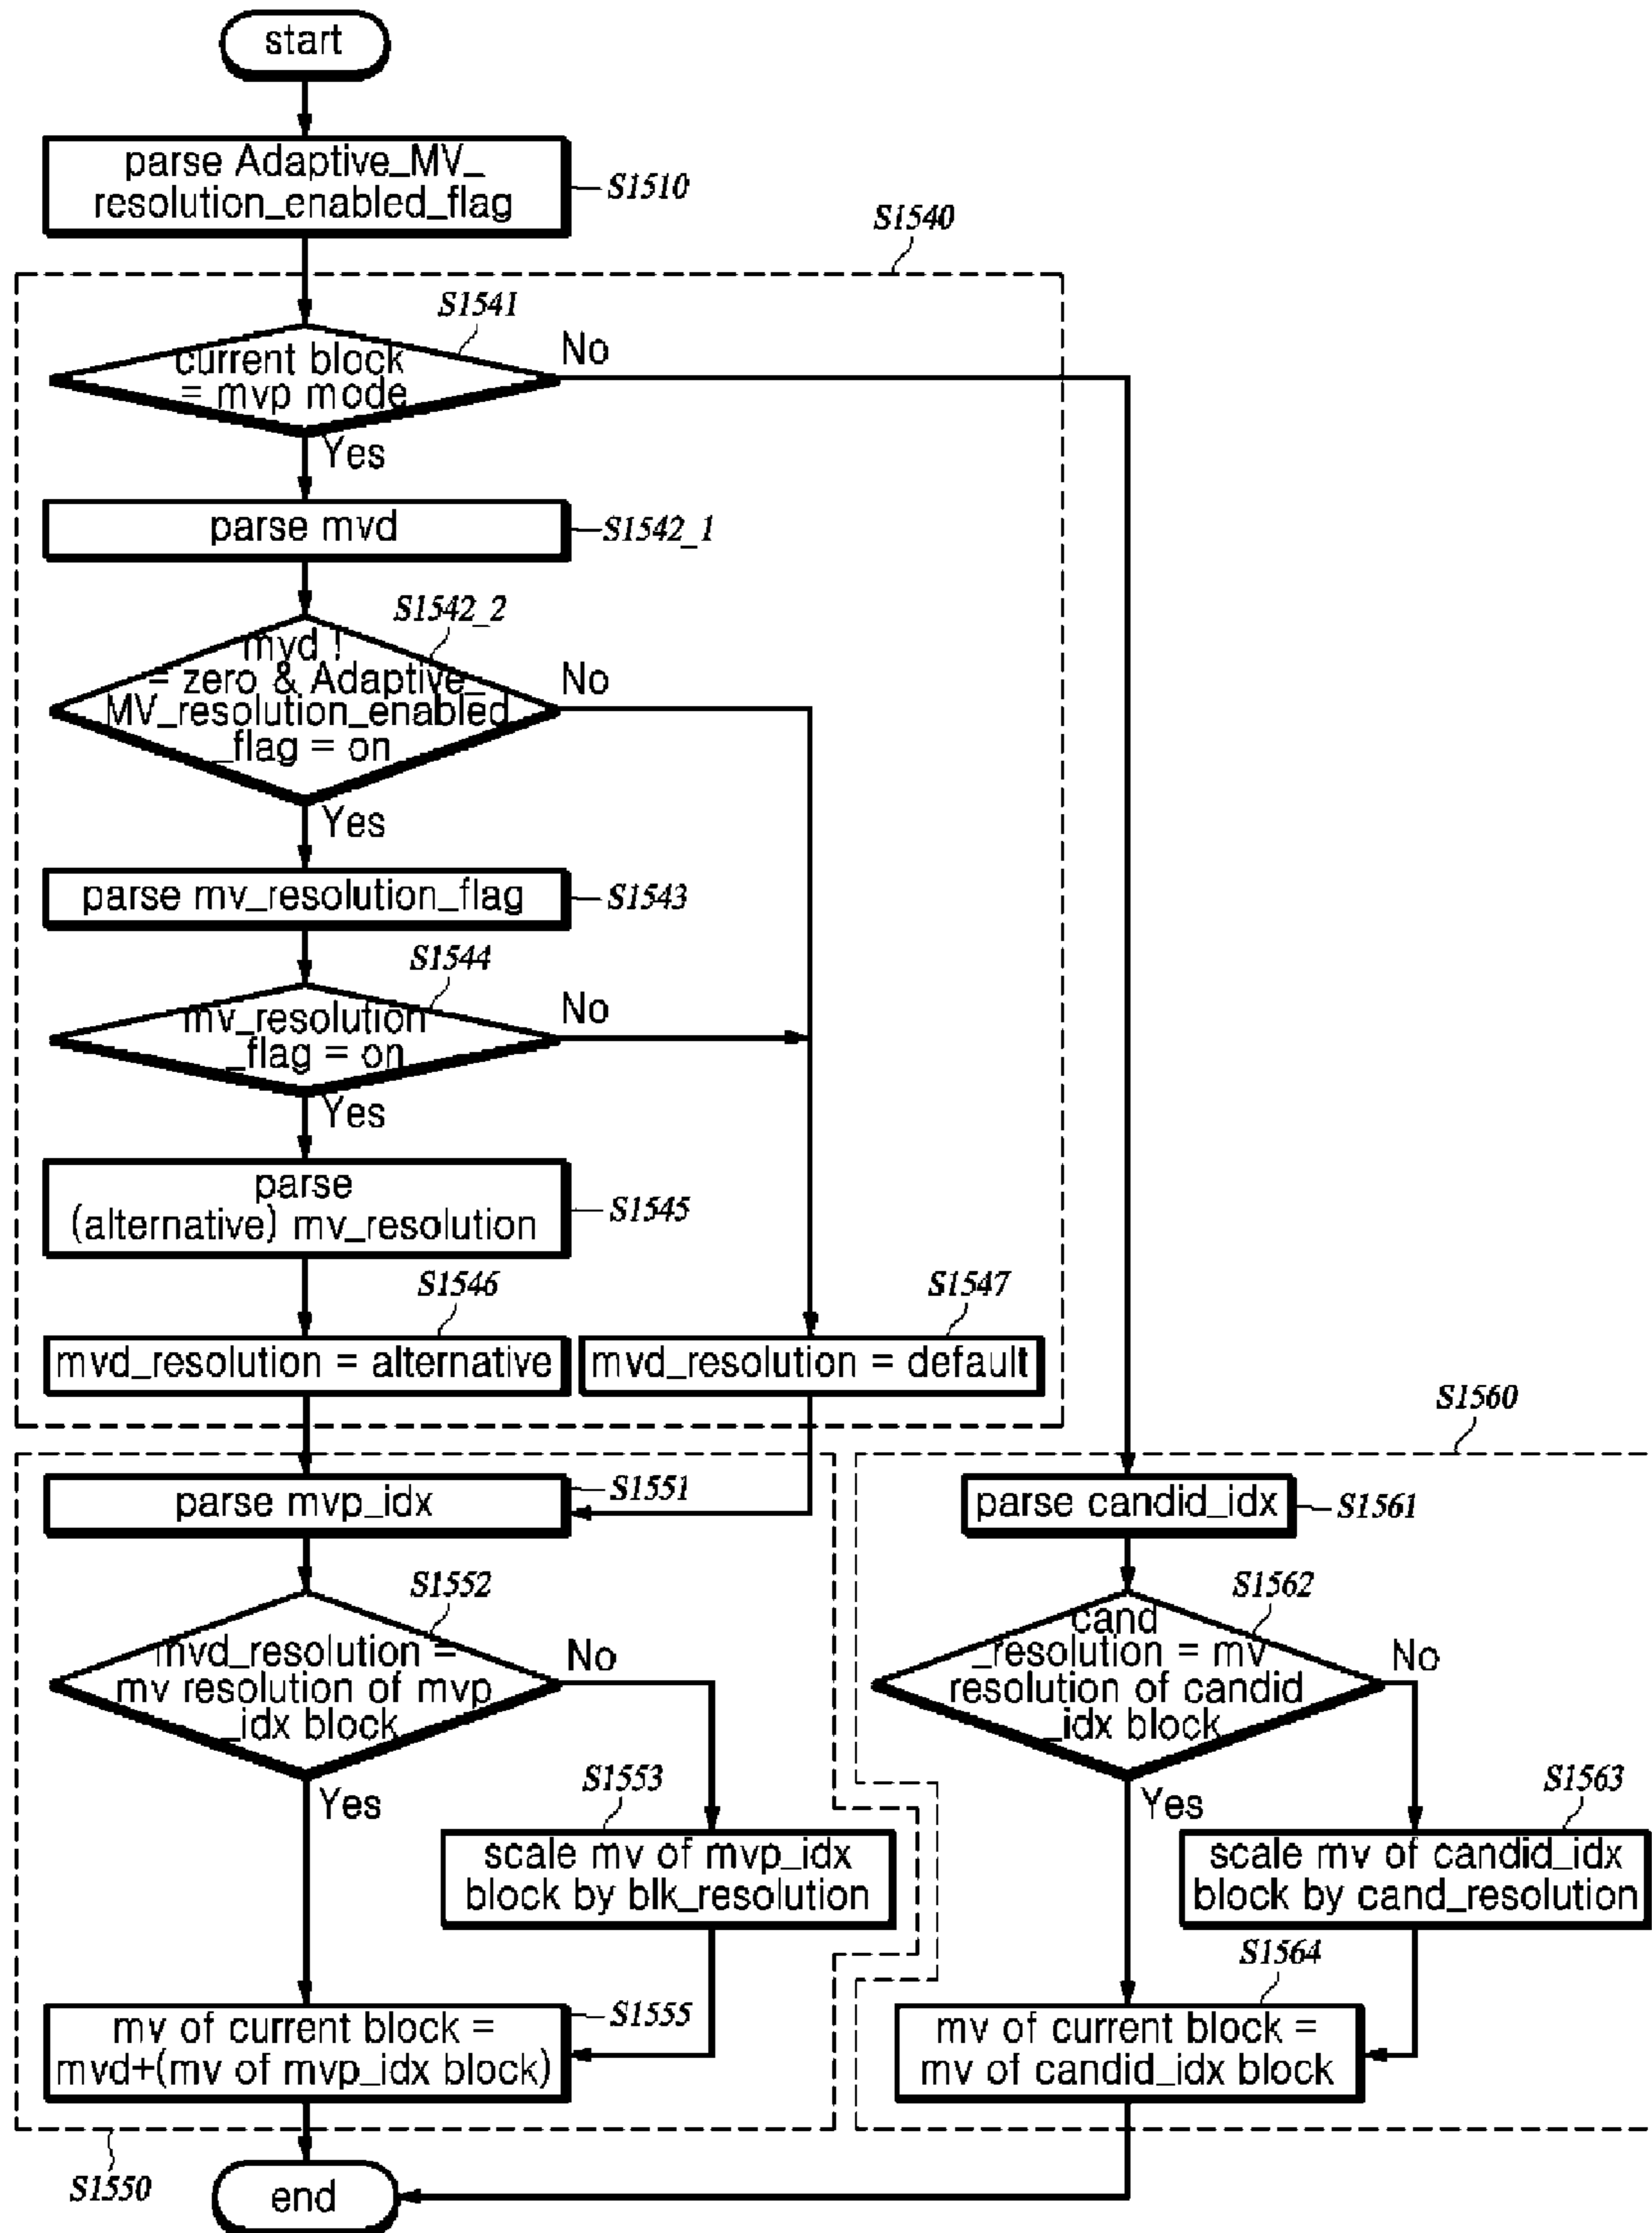 start
parse Adaptive_MV_
resolution_enabled_flag
S1510
S1540
S1541
current block
= mvp mode
No
Yes
parse mvd
S1542_1
S1542_2
mvd !
= zero & Adaptive_
MV_resolution_enabled
_flag = on
No
Yes
parse mv_resolution_flag
S1543
S1544
mv_resolution
_flag = on
No
Yes
parse
(alternative) mv_resolution
S1545
S1546
mvd_resolution = alternative
S1547
mvd_resolution = default
S1560
parse mvp_idx
S1551
parse candid_idx
S1561
S1552
mvd_resolution =
mv resolution of mvp
_idx block
No
Yes
S1562
cand
_resolution = mv
resolution of candid
_idx block
No
Yes
S1553
scale mv of mvp_idx
block by blk_resolution
S1563
scale mv of candid_idx
block by cand_resolution
mv of current block =
mvd+(mv of mvp_idx block)
S1555
S1564
mv of current block =
mv of candid_idx block
S1550
end